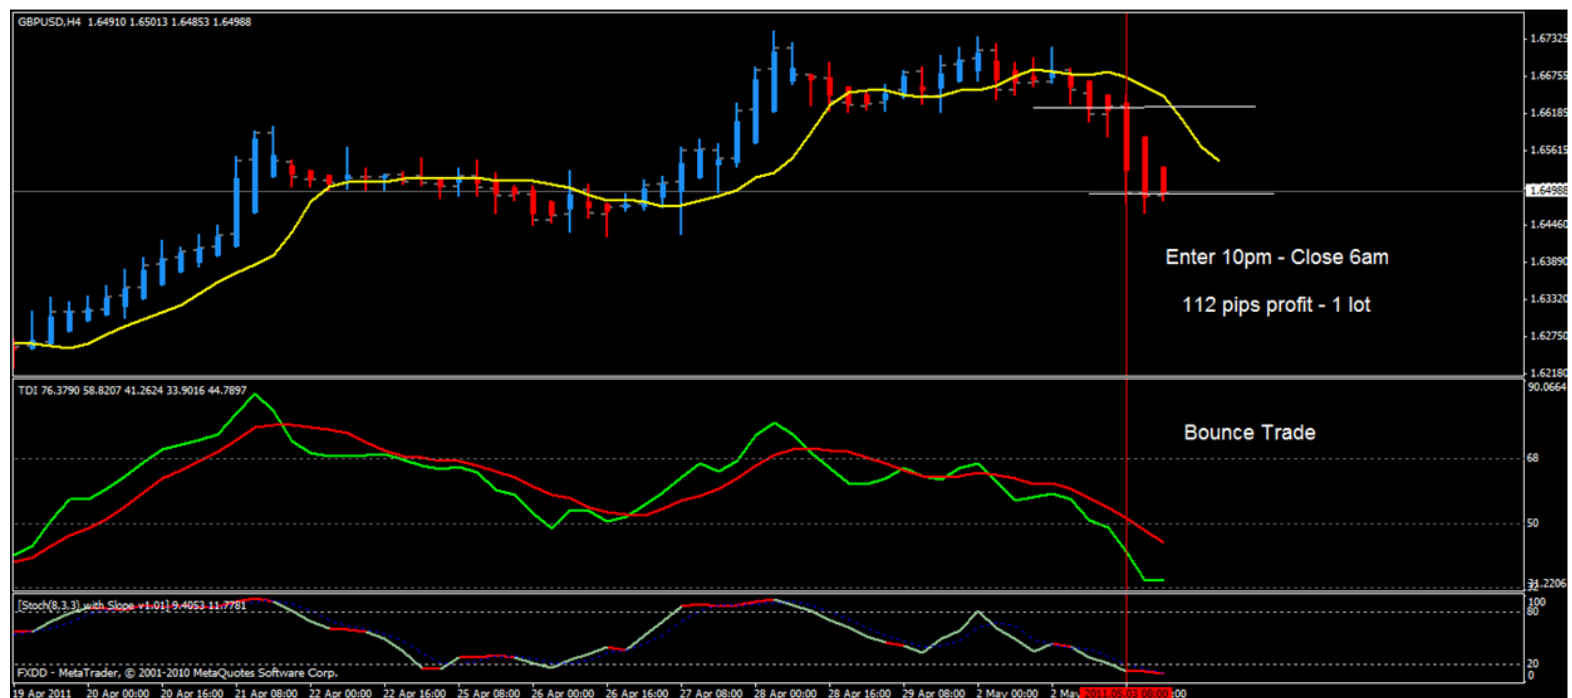 GBPUSD,H4 1.64910 1.65013 1.64853 1.64988
1.67325
1.66755
1.66185
1.65615
1.64988
1.64460
Enter 10pm - Close 6am
1.63890
112 pips profit - 1 lot
1.63320
1.62750
1.62180
TDI 76.3790 58.8207 41.2624 33.9016 44.7897
90.0664
Bounce Trade
68
50
32
[Stoch(8,3,3) with Slope v1.01] 9.4053 11.7781
100
80
20
0
FXDD - MetaTrader, © 2001-2010 MetaQuotes Software Corp.
19 Apr 2011 20 Apr 00:00 20 Apr 16:00 21 Apr 08:00 22 Apr 00:00 22 Apr 16:00 25 Apr 08:00 26 Apr 00:00 26 Apr 16:00 27 Apr 08:00 28 Apr 00:00 28 Apr 16:00 29 Apr 08:00 2 May 00:00 2 May 2011.05.03 08:00 :00